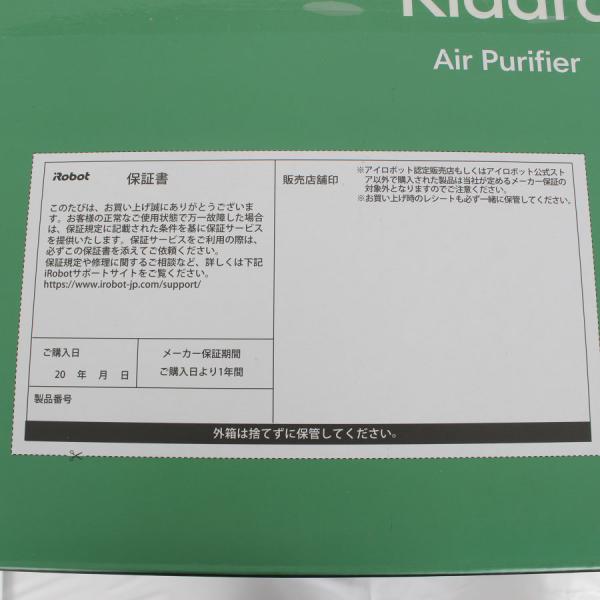 Air Purifier
iRobot 保証書
このたびは、お買い上げ誠にありがとうございま
す。お客様の正常なご使用状態で万一故障した場合
は、保証規定に記載された条件を基に保証サービス
を提供いたします。保証サービスをご利用の際は、
必ずこの保証書を添えてご依頼ください。
保証規定や修理に関するご相談など、詳しくは下記
iRobotサポートサイトをご覧ください。
https://www.irobot-jp.com/support/
ご購入日
20 年 月 日
メーカー保証期間
ご購入日より1年間
製品番号
販売店舗印
※アイロボット認定販売店もしくはアイロボット公式スト
ア以外で購入された製品は当社が定めるメーカー保証の
対象外となりますのでご注意ください。
※お買い上げ時のレシートも必ず一緒に保管してください。
外箱は捨てずに保管してください。